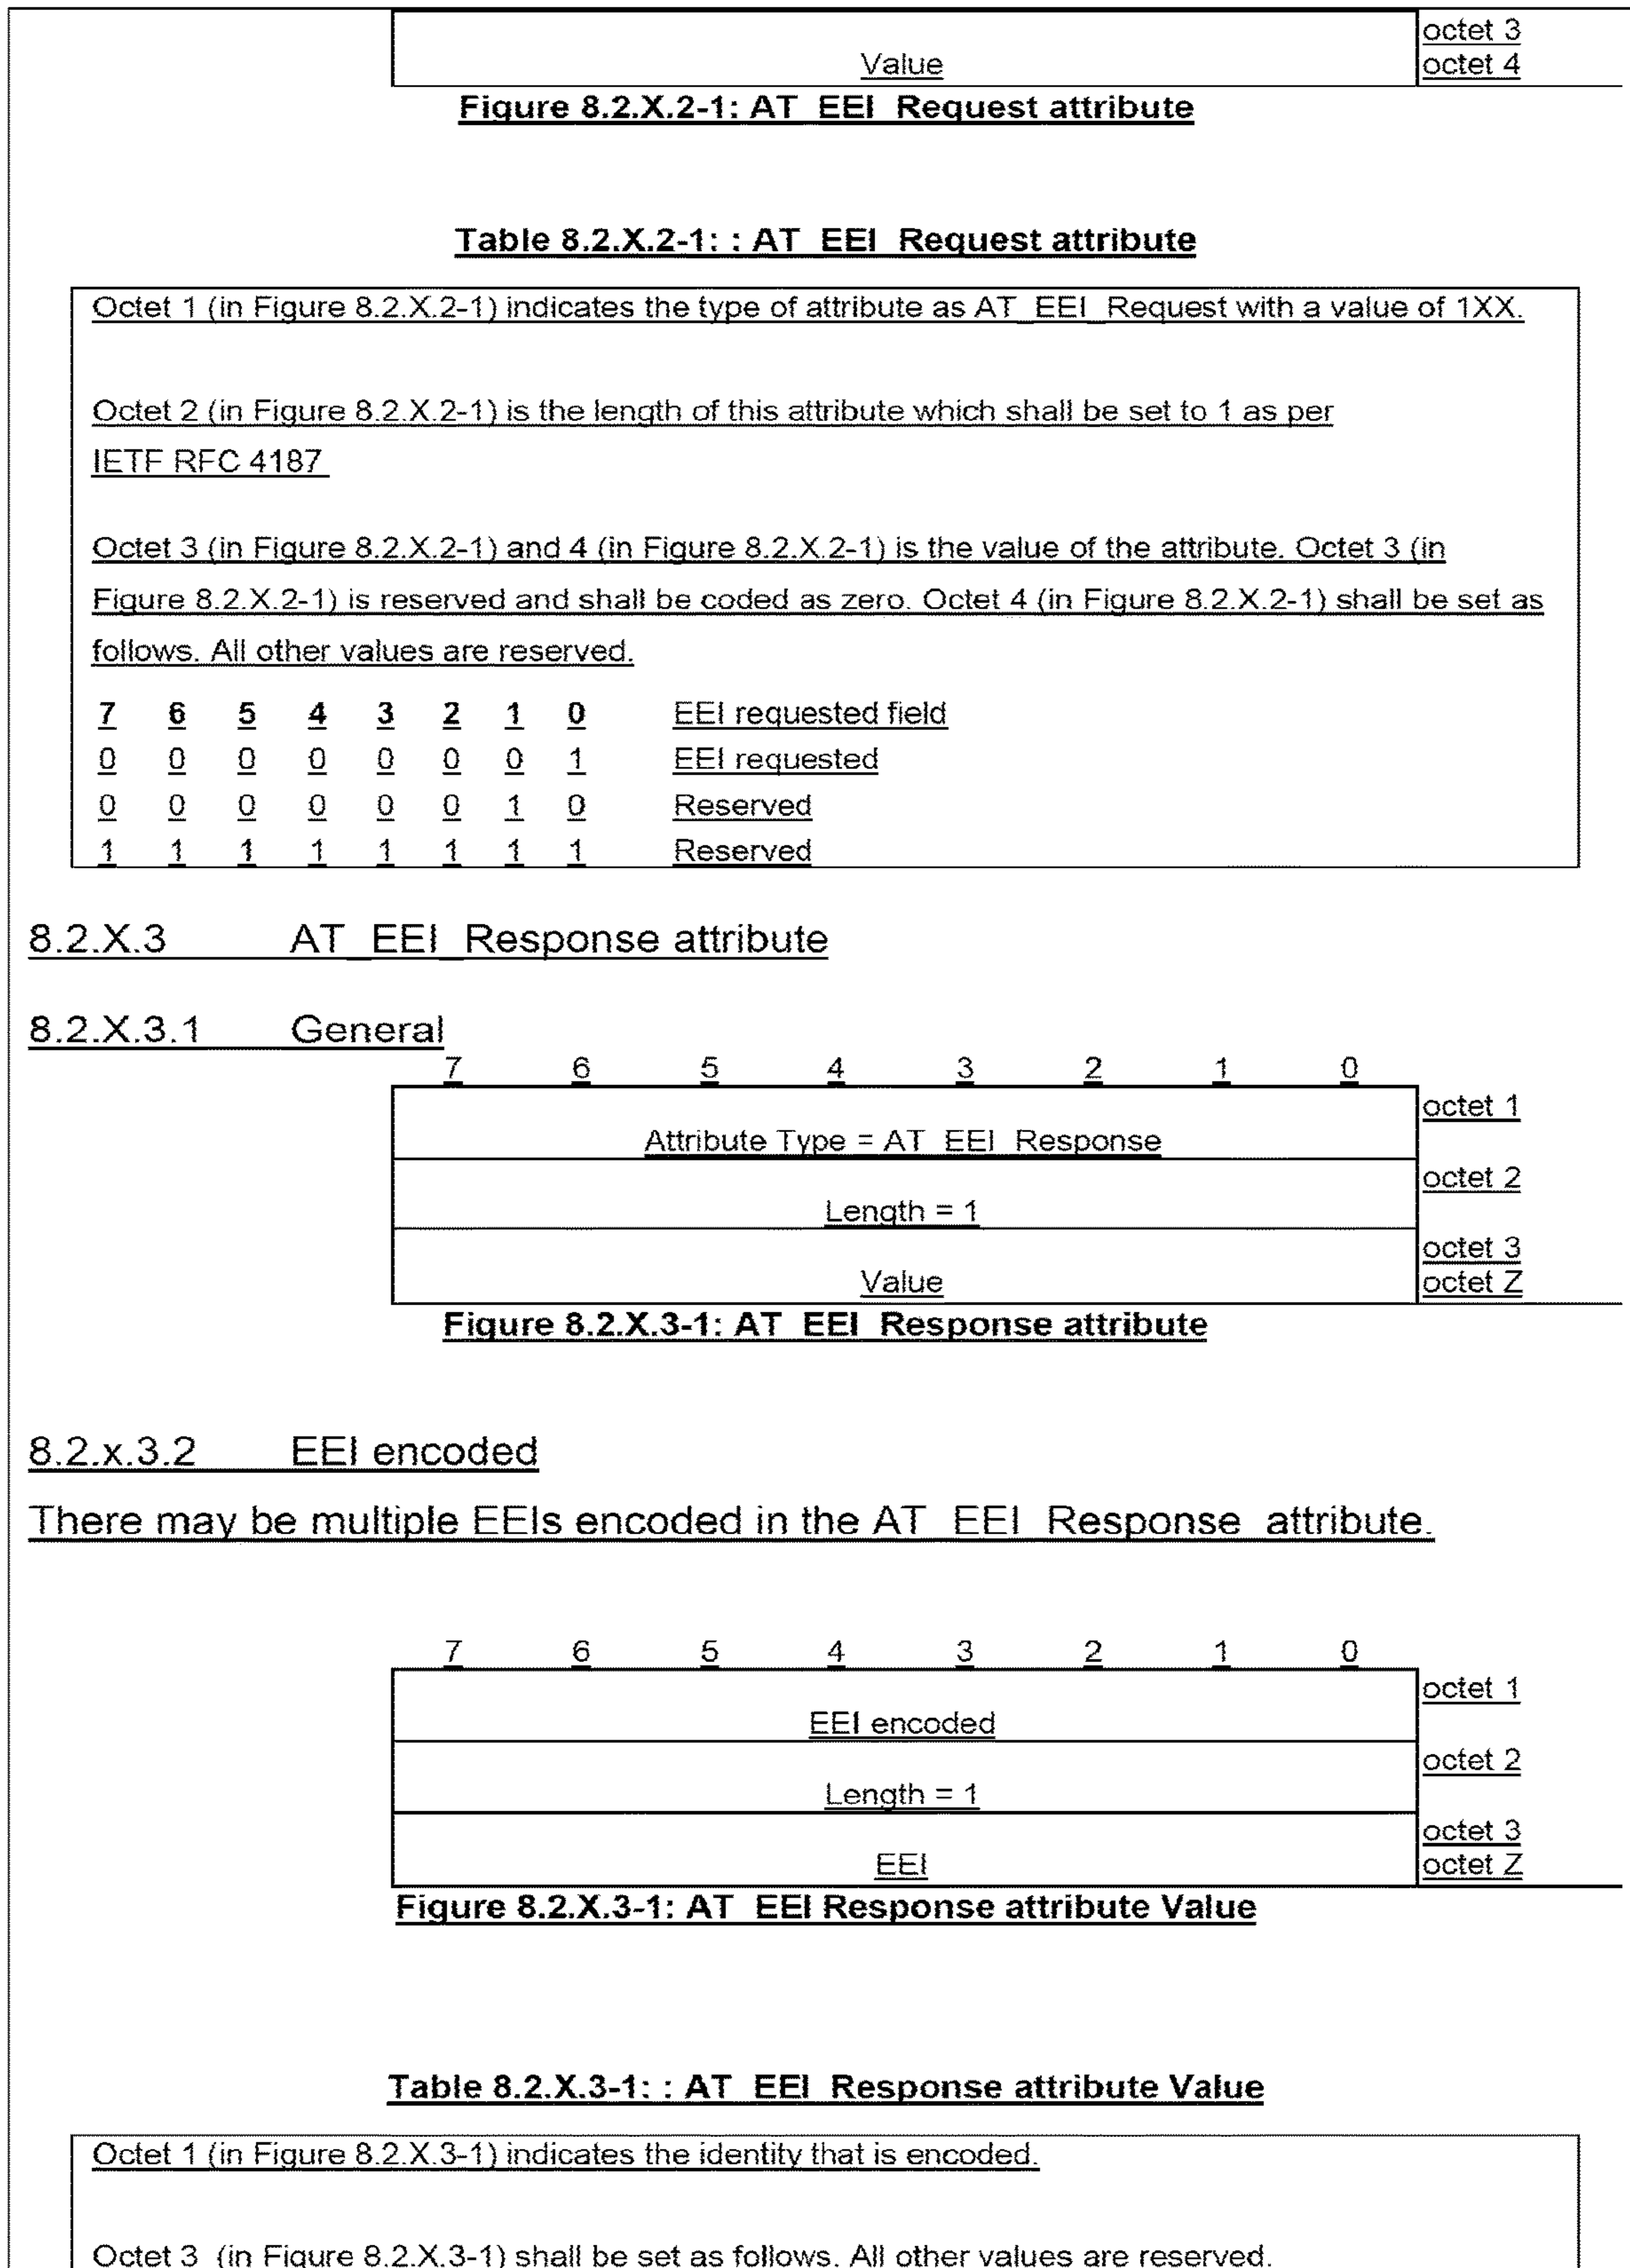 octet 3
Value octet 4
Figure 8.2.X.2-1: AT_EEI_Request attribute
Table 8.2.X.2-1: : AT_EEI_Request attribute
Octet 1 (in Figure 8.2.X.2-1) indicates the type of attribute as AT_EEI_Request with a value of 1XX.
Octet 2 (in Figure 8.2.X.2-1) is the length of this attribute which shall be set to 1 as per
IETF RFC 4187
Octet 3 (in Figure 8.2.X.2-1) and 4 (in Figure 8.2.X.2-1) is the value of the attribute. Octet 3 (in
Figure 8.2.X.2-1) is reserved and shall be coded as zero. Octet 4 (in Figure 8.2.X.2-1) shall be set as
follows. All other values are reserved.
7 6 5 4 3 2 1 0 EEI requested field
0 0 0 0 0 0 0 1 EEI requested
0 0 0 0 0 0 1 0 Reserved
1 1 1 1 1 1 1 1 Reserved
8.2.X.3 AT_EEI_Response attribute
8.2.X.3.1 General
7 6 5 4 3 2 1 0
octet 1
Attribute Type = AT_EEI_Response
octet 2
Length = 1
octet 3
Value octet Z
Figure 8.2.X.3-1: AT_EEI_Response attribute
8.2.x.3.2 EEI encoded
There may be multiple EEIs encoded in the AT_EEI_Response attribute.
7 6 5 4 3 2 1 0
octet 1
EEI encoded
octet 2
Length = 1
octet 3
EEI octet Z
Figure 8.2.X.3-1: AT_EEI Response attribute Value
Table 8.2.X.3-1: : AT_EEI_Response attribute Value
Octet 1 (in Figure 8.2.X.3-1) indicates the identity that is encoded.
Octet 3 (in Figure 8.2.X.3-1) shall be set as follows. All other values are reserved.